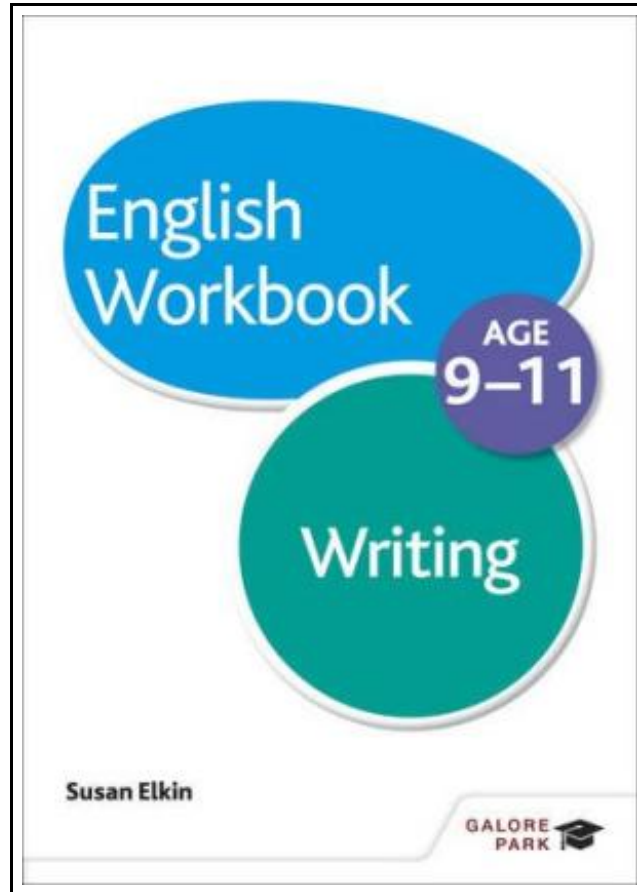 English
Workbook
AGE
9–11
Writing
Susan Elkin
GALORE
PARK